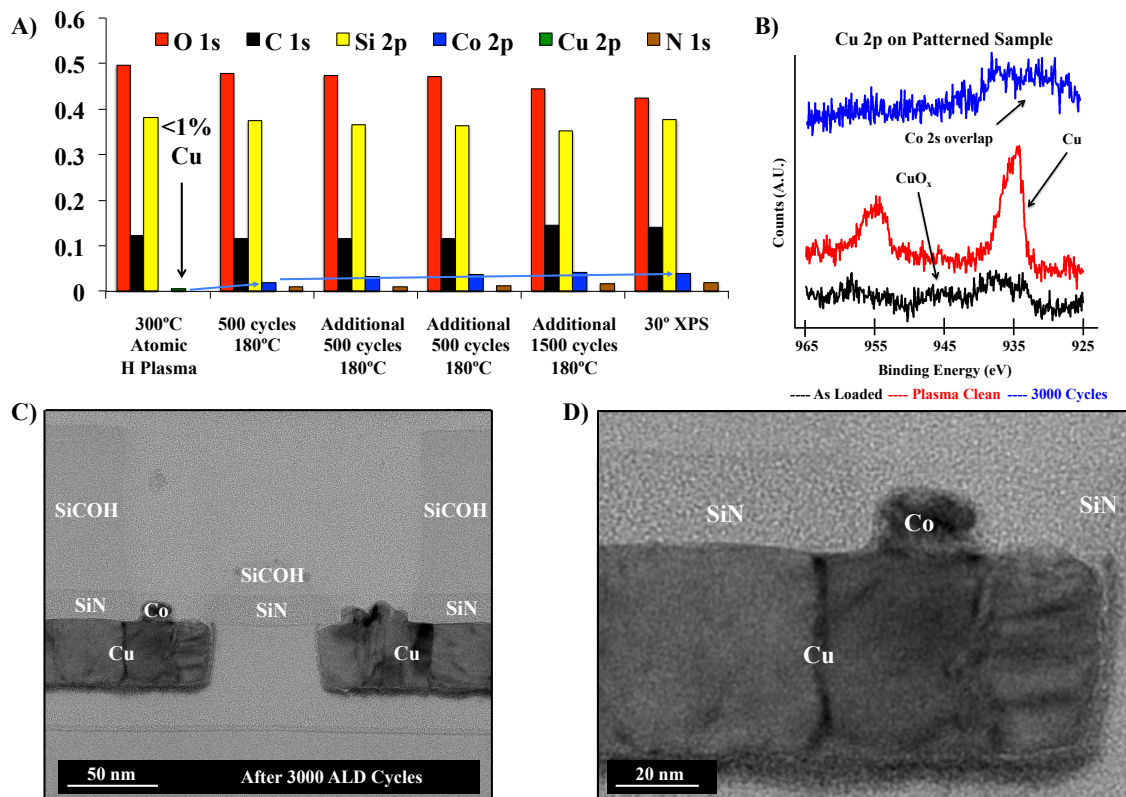 A)
0.6
0.5
0.4
0.3
0.2
0.1
0
O 1s
C 1s
Si 2p
Co 2p
Cu 2p
N 1s
<1%
Cu
300ºC
Atomic
H Plasma
500 cycles
180ºC
Additional
500 cycles
180ºC
Additional
500 cycles
180ºC
Additional
1500 cycles
180ºC
30º XPS
B)
Cu 2p on Patterned Sample
Counts (A.U.)
Co 2s overlap
Cu
CuOx
965
955
945
935
925
Binding Energy (eV)
---- As Loaded ---- Plasma Clean ---- 3000 Cycles
C)
SiCOH
SiCOH
SiCOH
SiN
Co
SiN
SiN
Cu
Cu
50 nm
After 3000 ALD Cycles
D)
SiN
Co
SiN
Cu
20 nm